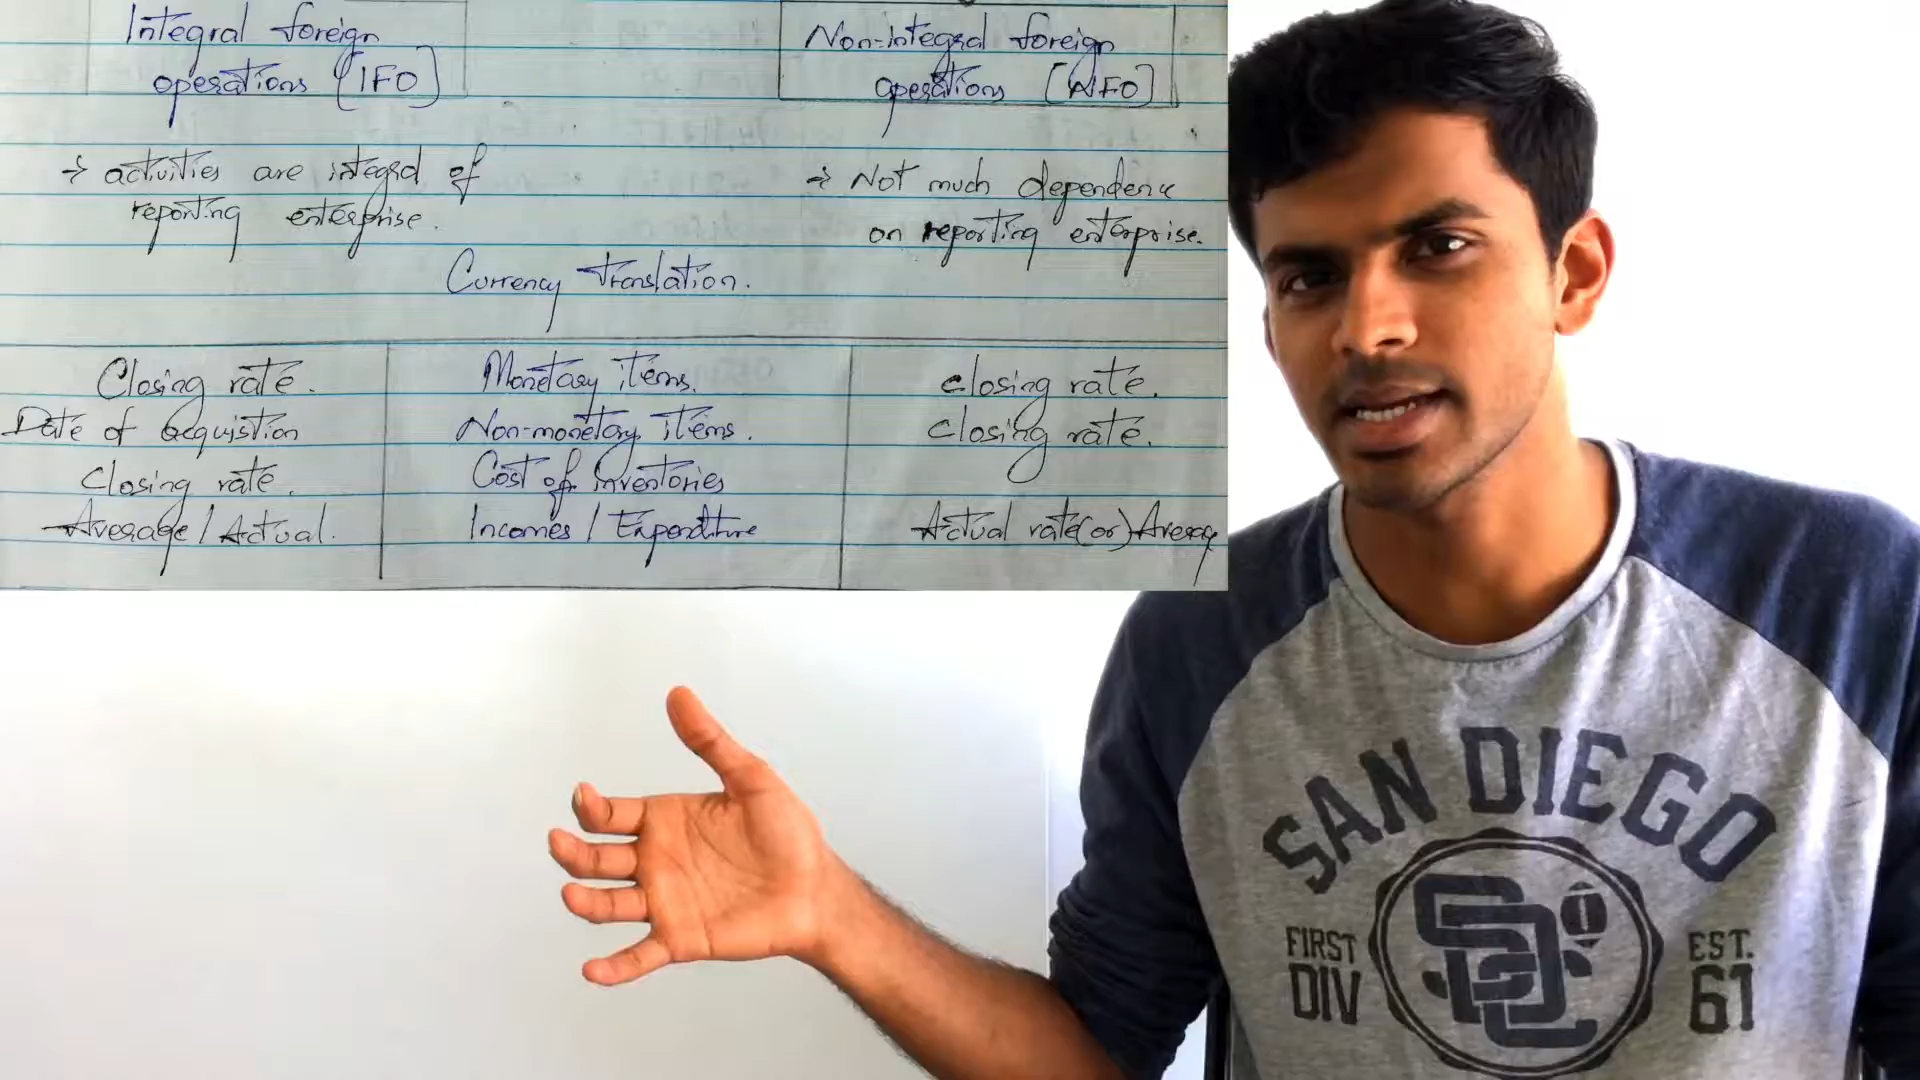 Integral foreign
operations [IFO]
Non-integral foreign
operations [NFO]
→ activities are integral of
reporting enterprise.
→ Not much dependence
on reporting enterprise.
Currency translation.
Closing rate. Monetary items. closing rate.
Date of acquistion Non-monetary items. closing rate.
closing rate. Cost of inventories
Average / Actual. Incomes / Expenditure Actual rate (or) Average
SAN DIEGO
FIRST
DIV
EST.
61